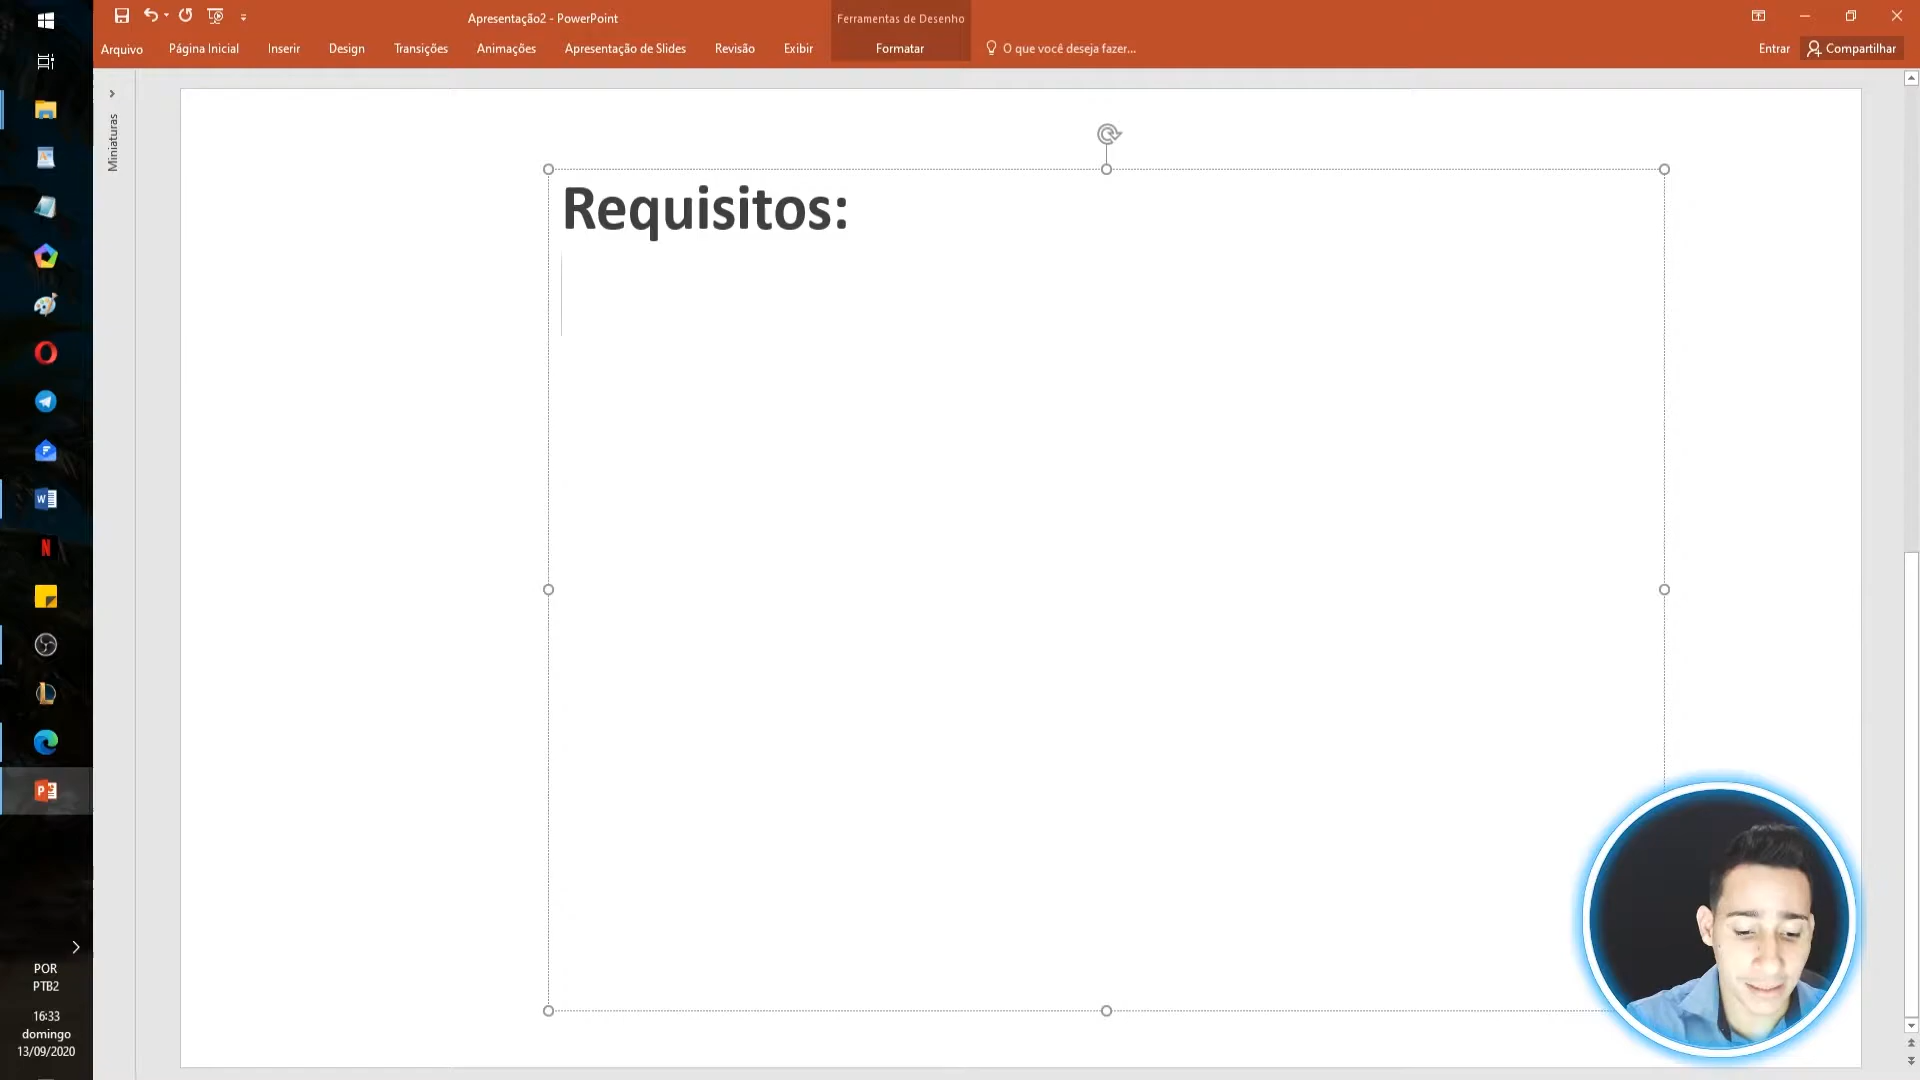 Apresentação2 - PowerPoint
Ferramentas de Desenho
Arquivo
Página Inicial
Inserir
Design
Transições
Animações
Apresentação de Slides
Revisão
Exibir
Formatar
O que você deseja fazer...
Entrar
Compartilhar
Miniaturas
Requisitos:
POR
PTB2
16:33
domingo
13/09/2020